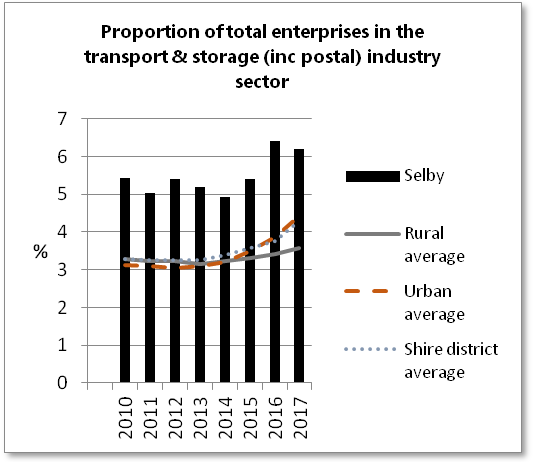 Proportion of total enterprises in the
transport & storage (inc postal) industry
sector
7
6
5
4
3
2
1
0
%
2010
2011
2012
2013
2014
2015
2016
2017
Selby
Rural
average
Urban
average
Shire district
average